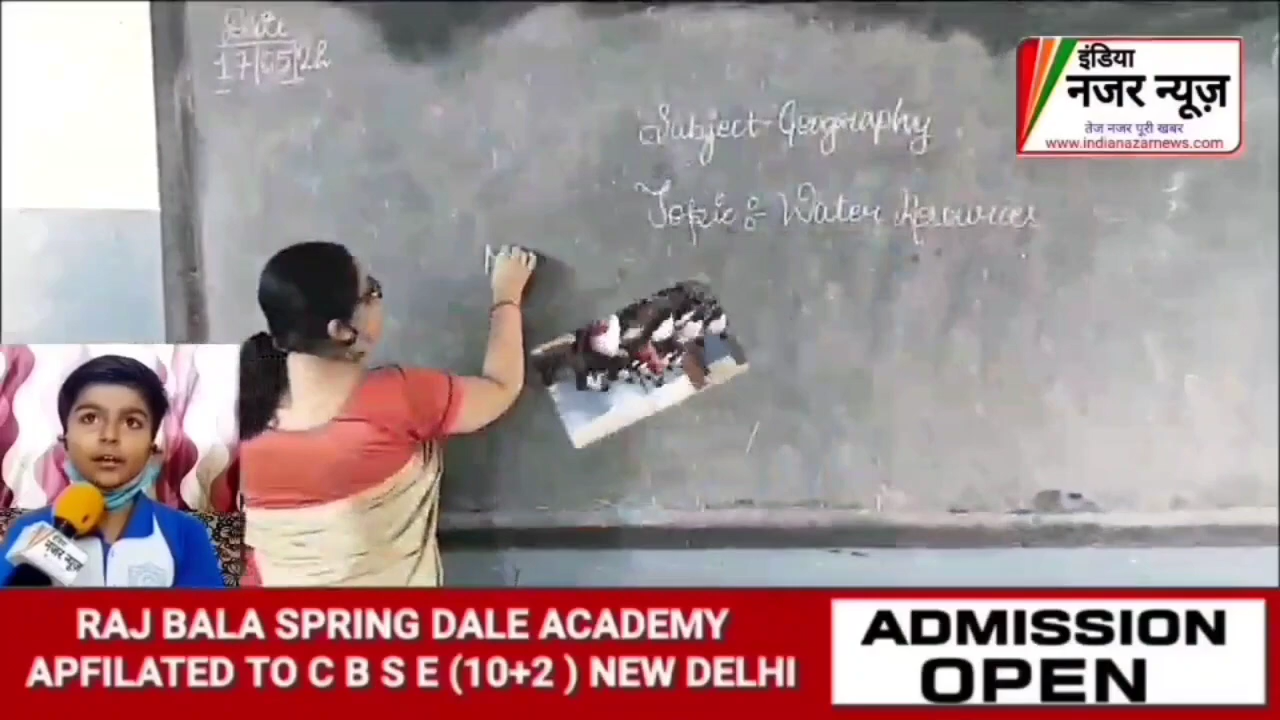 Date
17/05/22
Subject-Geography
Topic :- Water Resources
इंडिया
नजर न्यूज़
तेज नजर पूरी खबर
www.indianazarnews.com
नजर न्यूज़
RAJ BALA SPRING DALE ACADEMY
APFILATED TO C B S E (10+2 ) NEW DELHI
ADMISSION
OPEN